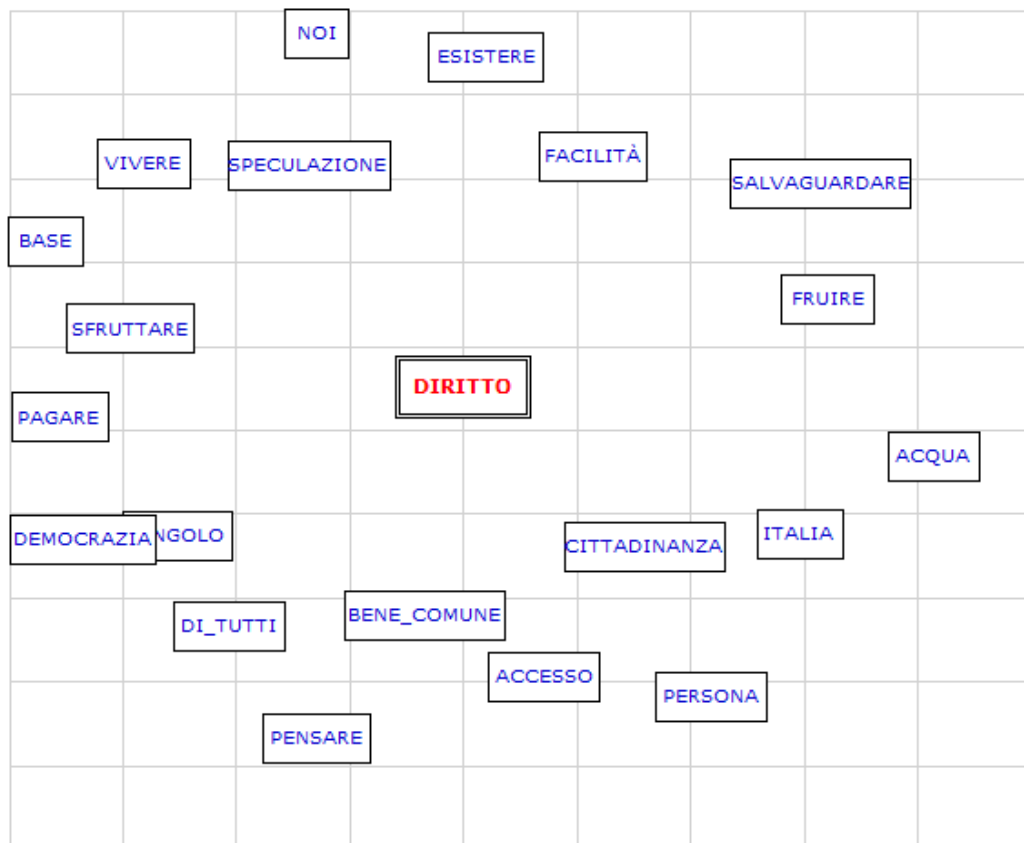 NOI
ESISTERE
FACILITÀ
VIVERE
SPECULAZIONE
SALVAGUARDARE
BASE
FRUIRE
SFRUTTARE
DIRITTO
PAGARE
ACQUA
DEMOCRAZIA
CITTADINANZA
ITALIA
DI_TUTTI
BENE_COMUNE
ACCESSO
PERSONA
PENSARE